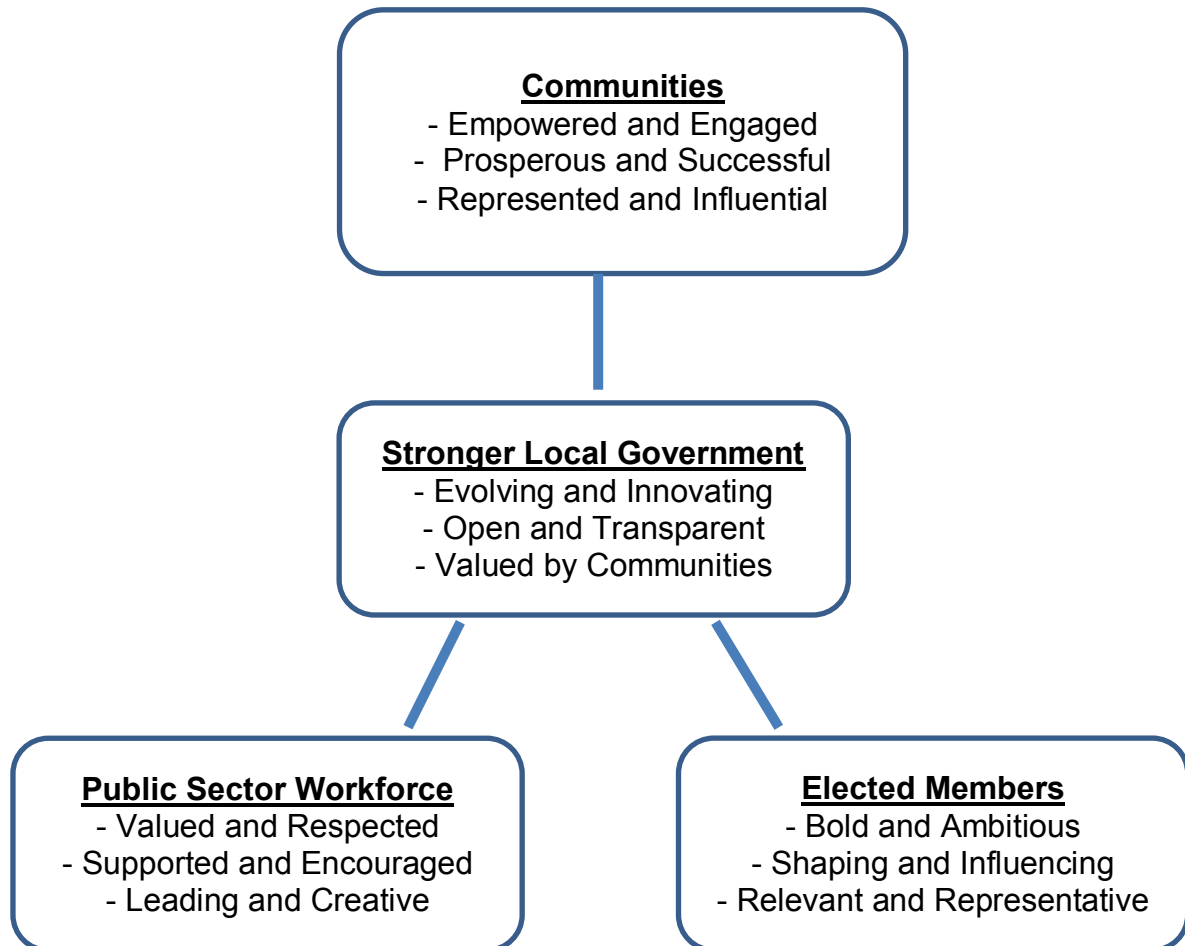 Communities
- Empowered and Engaged
- Prosperous and Successful
- Represented and Influential
Stronger Local Government
- Evolving and Innovating
- Open and Transparent
- Valued by Communities
Public Sector Workforce
- Valued and Respected
- Supported and Encouraged
- Leading and Creative
Elected Members
- Bold and Ambitious
- Shaping and Influencing
- Relevant and Representative